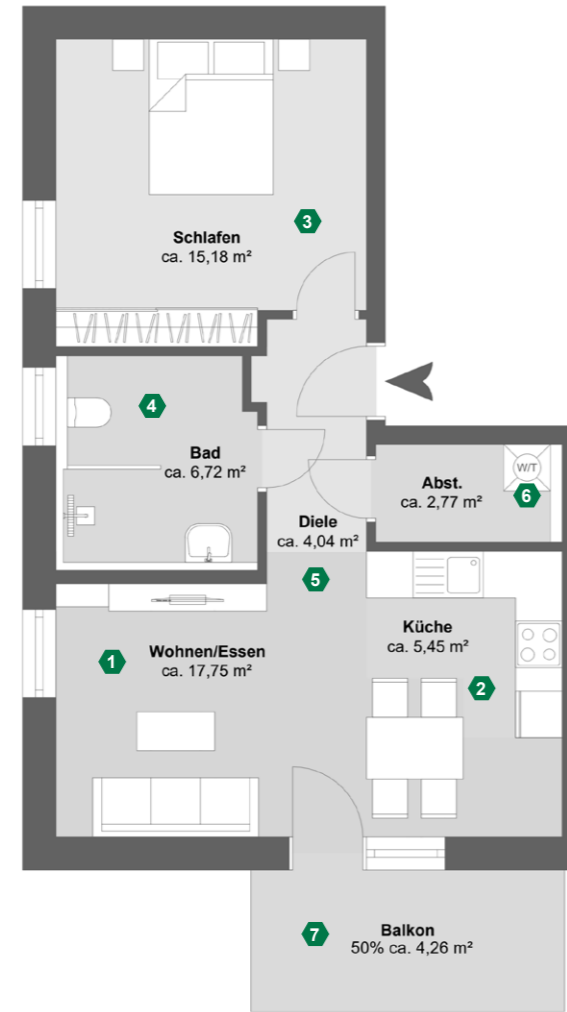 3
Schlafen
ca. 15,18 m²
4
Bad
ca. 6,72 m²
W/T
Abst.
ca. 2,77 m²
6
Diele
ca. 4,04 m²
5
Küche
ca. 5,45 m²
1
Wohnen/Essen
ca. 17,75 m²
2
7
Balkon
50% ca. 4,26 m²